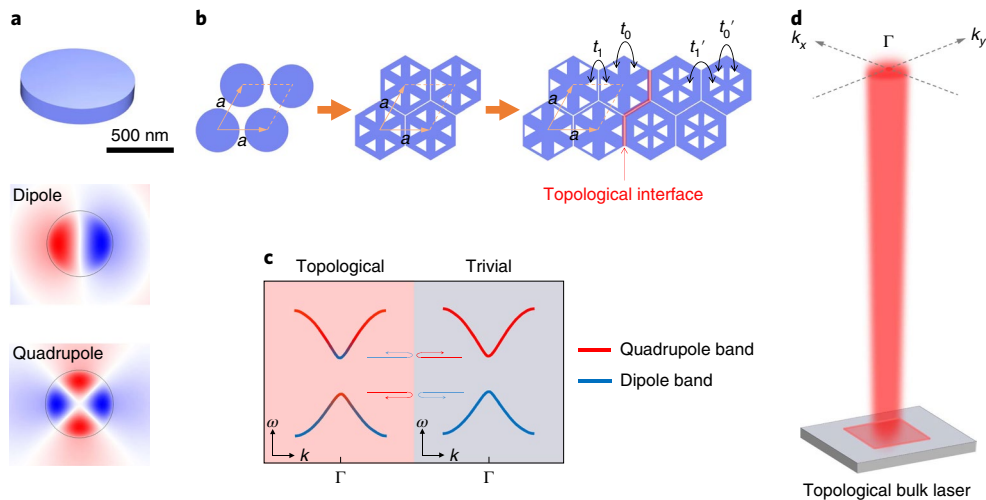 a
500 nm
Dipole
Quadrupole
b
a
a
a
a
t₁
t₀
t₁′
t₀′
a
a
Topological interface
c
Topological
Trivial
ω
k
Γ
ω
k
Γ
Quadrupole band
Dipole band
d
Γ
kₓ
k_y
Topological bulk laser